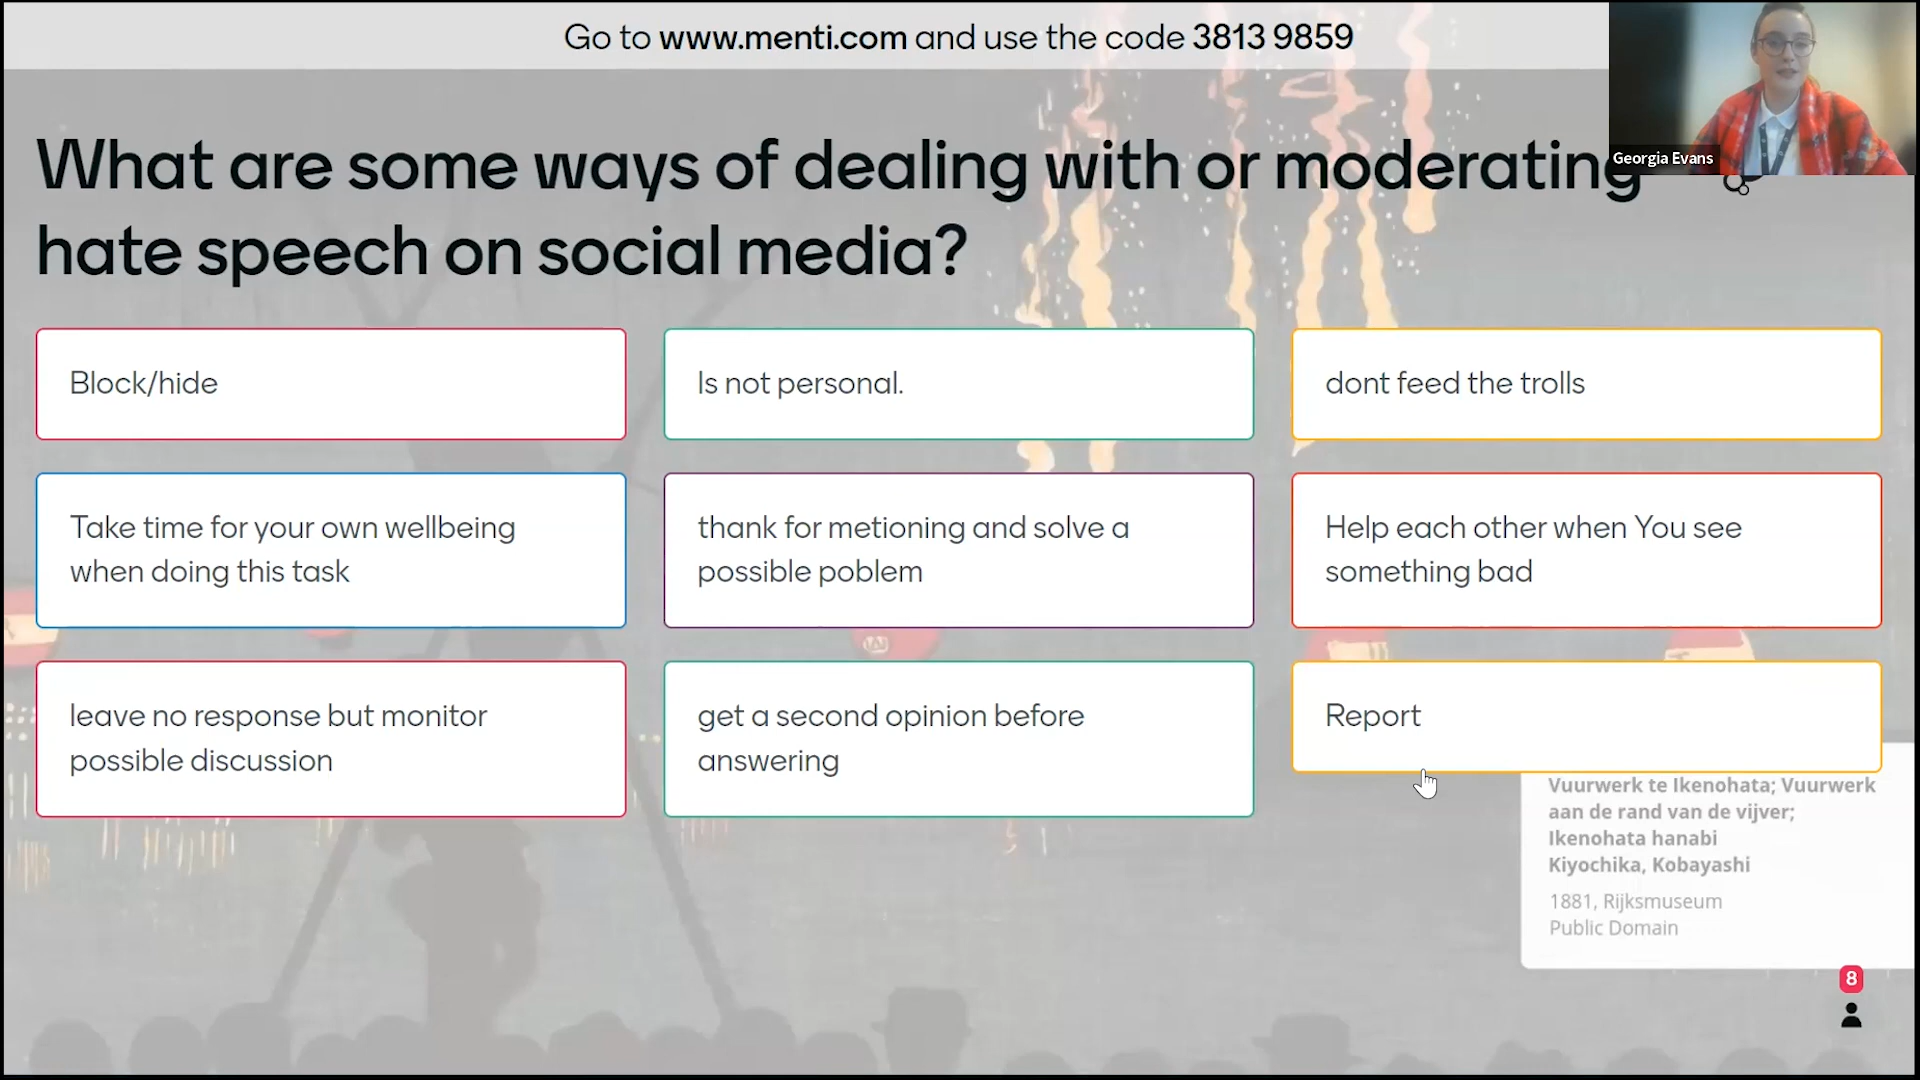 Go to www.menti.com and use the code 3813 9859
Georgia Evans
What are some ways of dealing with or moderating
hate speech on social media?
Block/hide
Is not personal.
dont feed the trolls
Take time for your own wellbeing
when doing this task
thank for metioning and solve a
possible poblem
Help each other when You see
something bad
leave no response but monitor
possible discussion
get a second opinion before
answering
Report
Vuurwerk te Ikenohata; Vuurwerk
aan de rand van de vijver;
Ikenohata hanabi
Kiyochika, Kobayashi
1881, Rijksmuseum
Public Domain
8